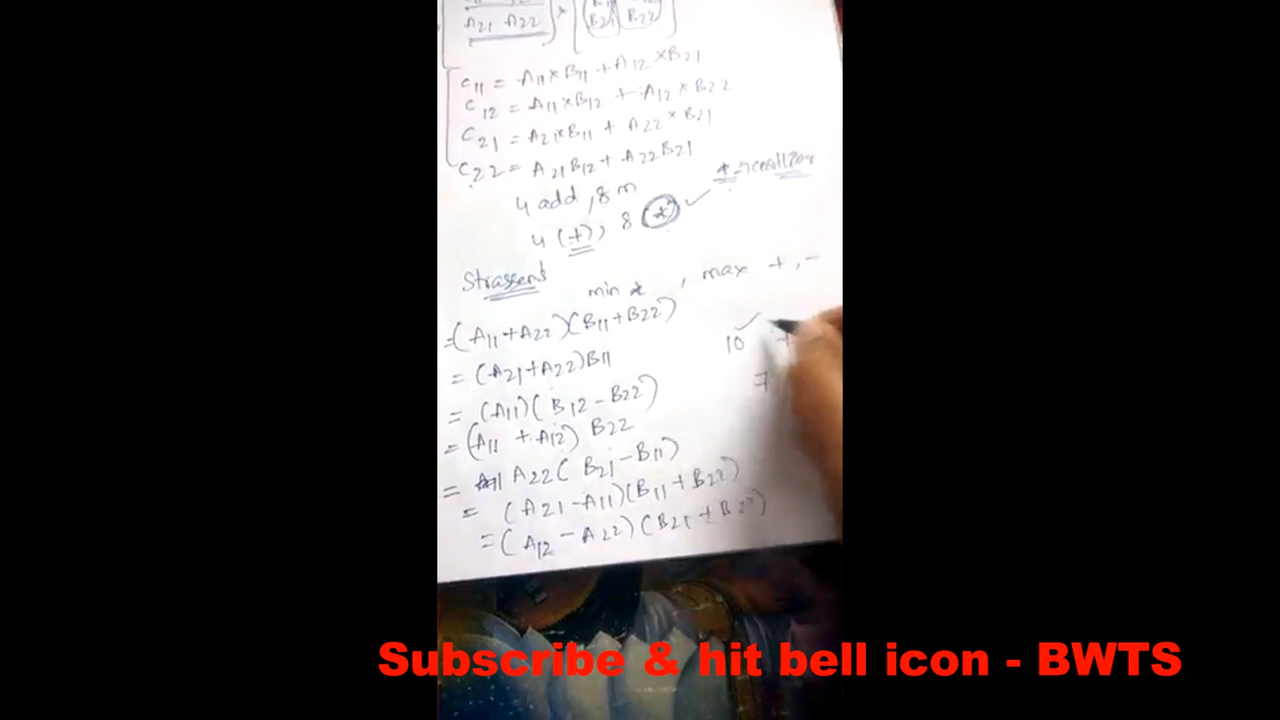 A21 A22 × B21 B22
C11 = A11×B11 + A12×B21
C12 = A11×B12 + A12×B22
C21 = A21×B11 + A22×B21
C22 = A21B12 + A22B21
4 add, 8 m
4 (+), 8 (*) ✓
Strassen's
min * , max + , -
=(A11+A22)(B11+B22)
= (A21+A22)B11
10 +
= (A11)(B12-B22)
7
=(A11+A12) B22
= A22(B21-B11)
= (A21-A11)(B11+B22)
=(A12-A22)(B21+B22)
Subscribe & hit bell icon - BWTS